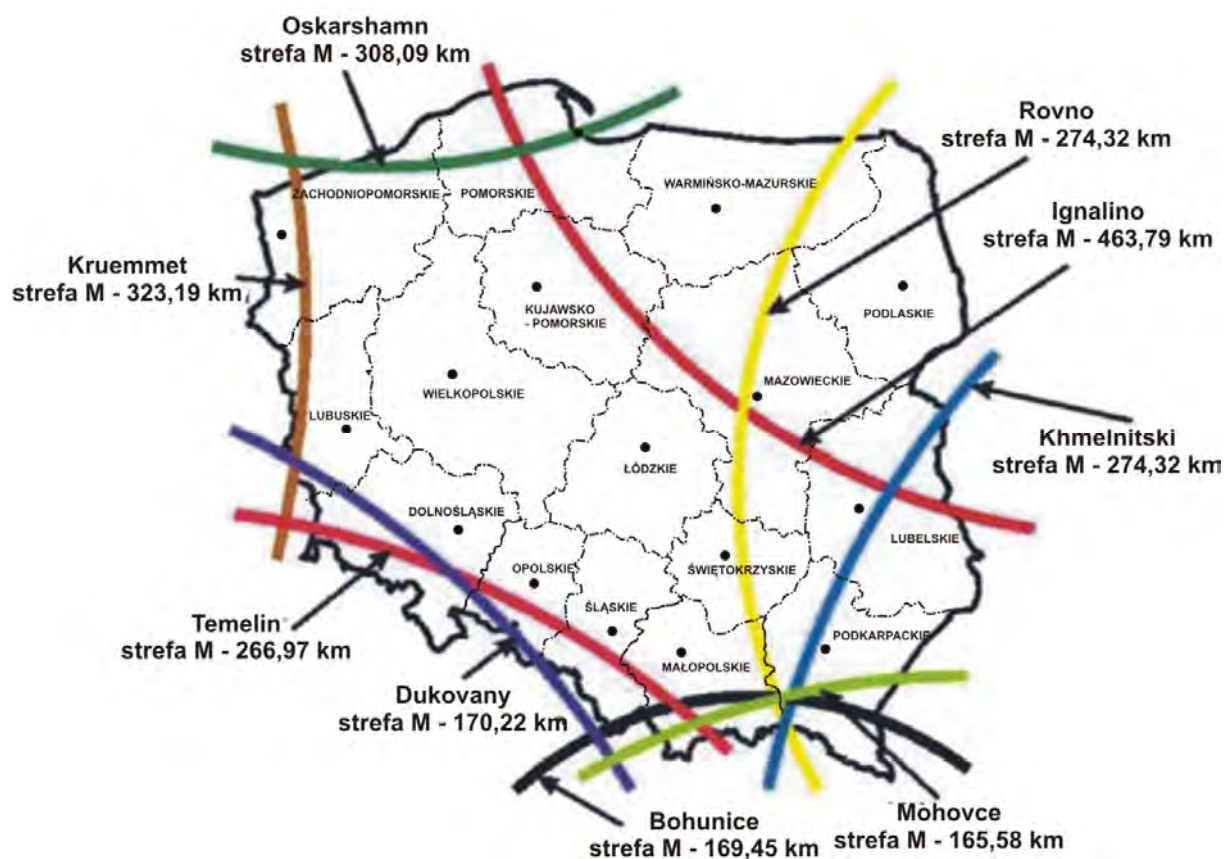 Oskarshamn
strefa M - 308,09 km
Rovno
strefa M - 274,32 km
Ignalino
strefa M - 463,79 km
Kruemmet
strefa M - 323,19 km
Khmelnitski
strefa M - 274,32 km
ZACHODNIOPOMORSKIE
POMORSKIE
WARMIŃSKO-MAZURSKIE
KUJAWSKO
- POMORSKIE
PODLASKIE
MAZOWIECKIE
WIELKOPOLSKIE
LUBUSKIE
ŁÓDZKIE
DOLNOŚLĄSKIE
LUBELSKIE
OPOLSKIE
ŚWIĘTOKRZYSKIE
ŚLĄSKIE
PODKARPACKIE
MAŁOPOLSKIE
Temelin
strefa M - 266,97 km
Dukovany
strefa M - 170,22 km
Bohunice
strefa M - 169,45 km
Mohovce
strefa M - 165,58 km